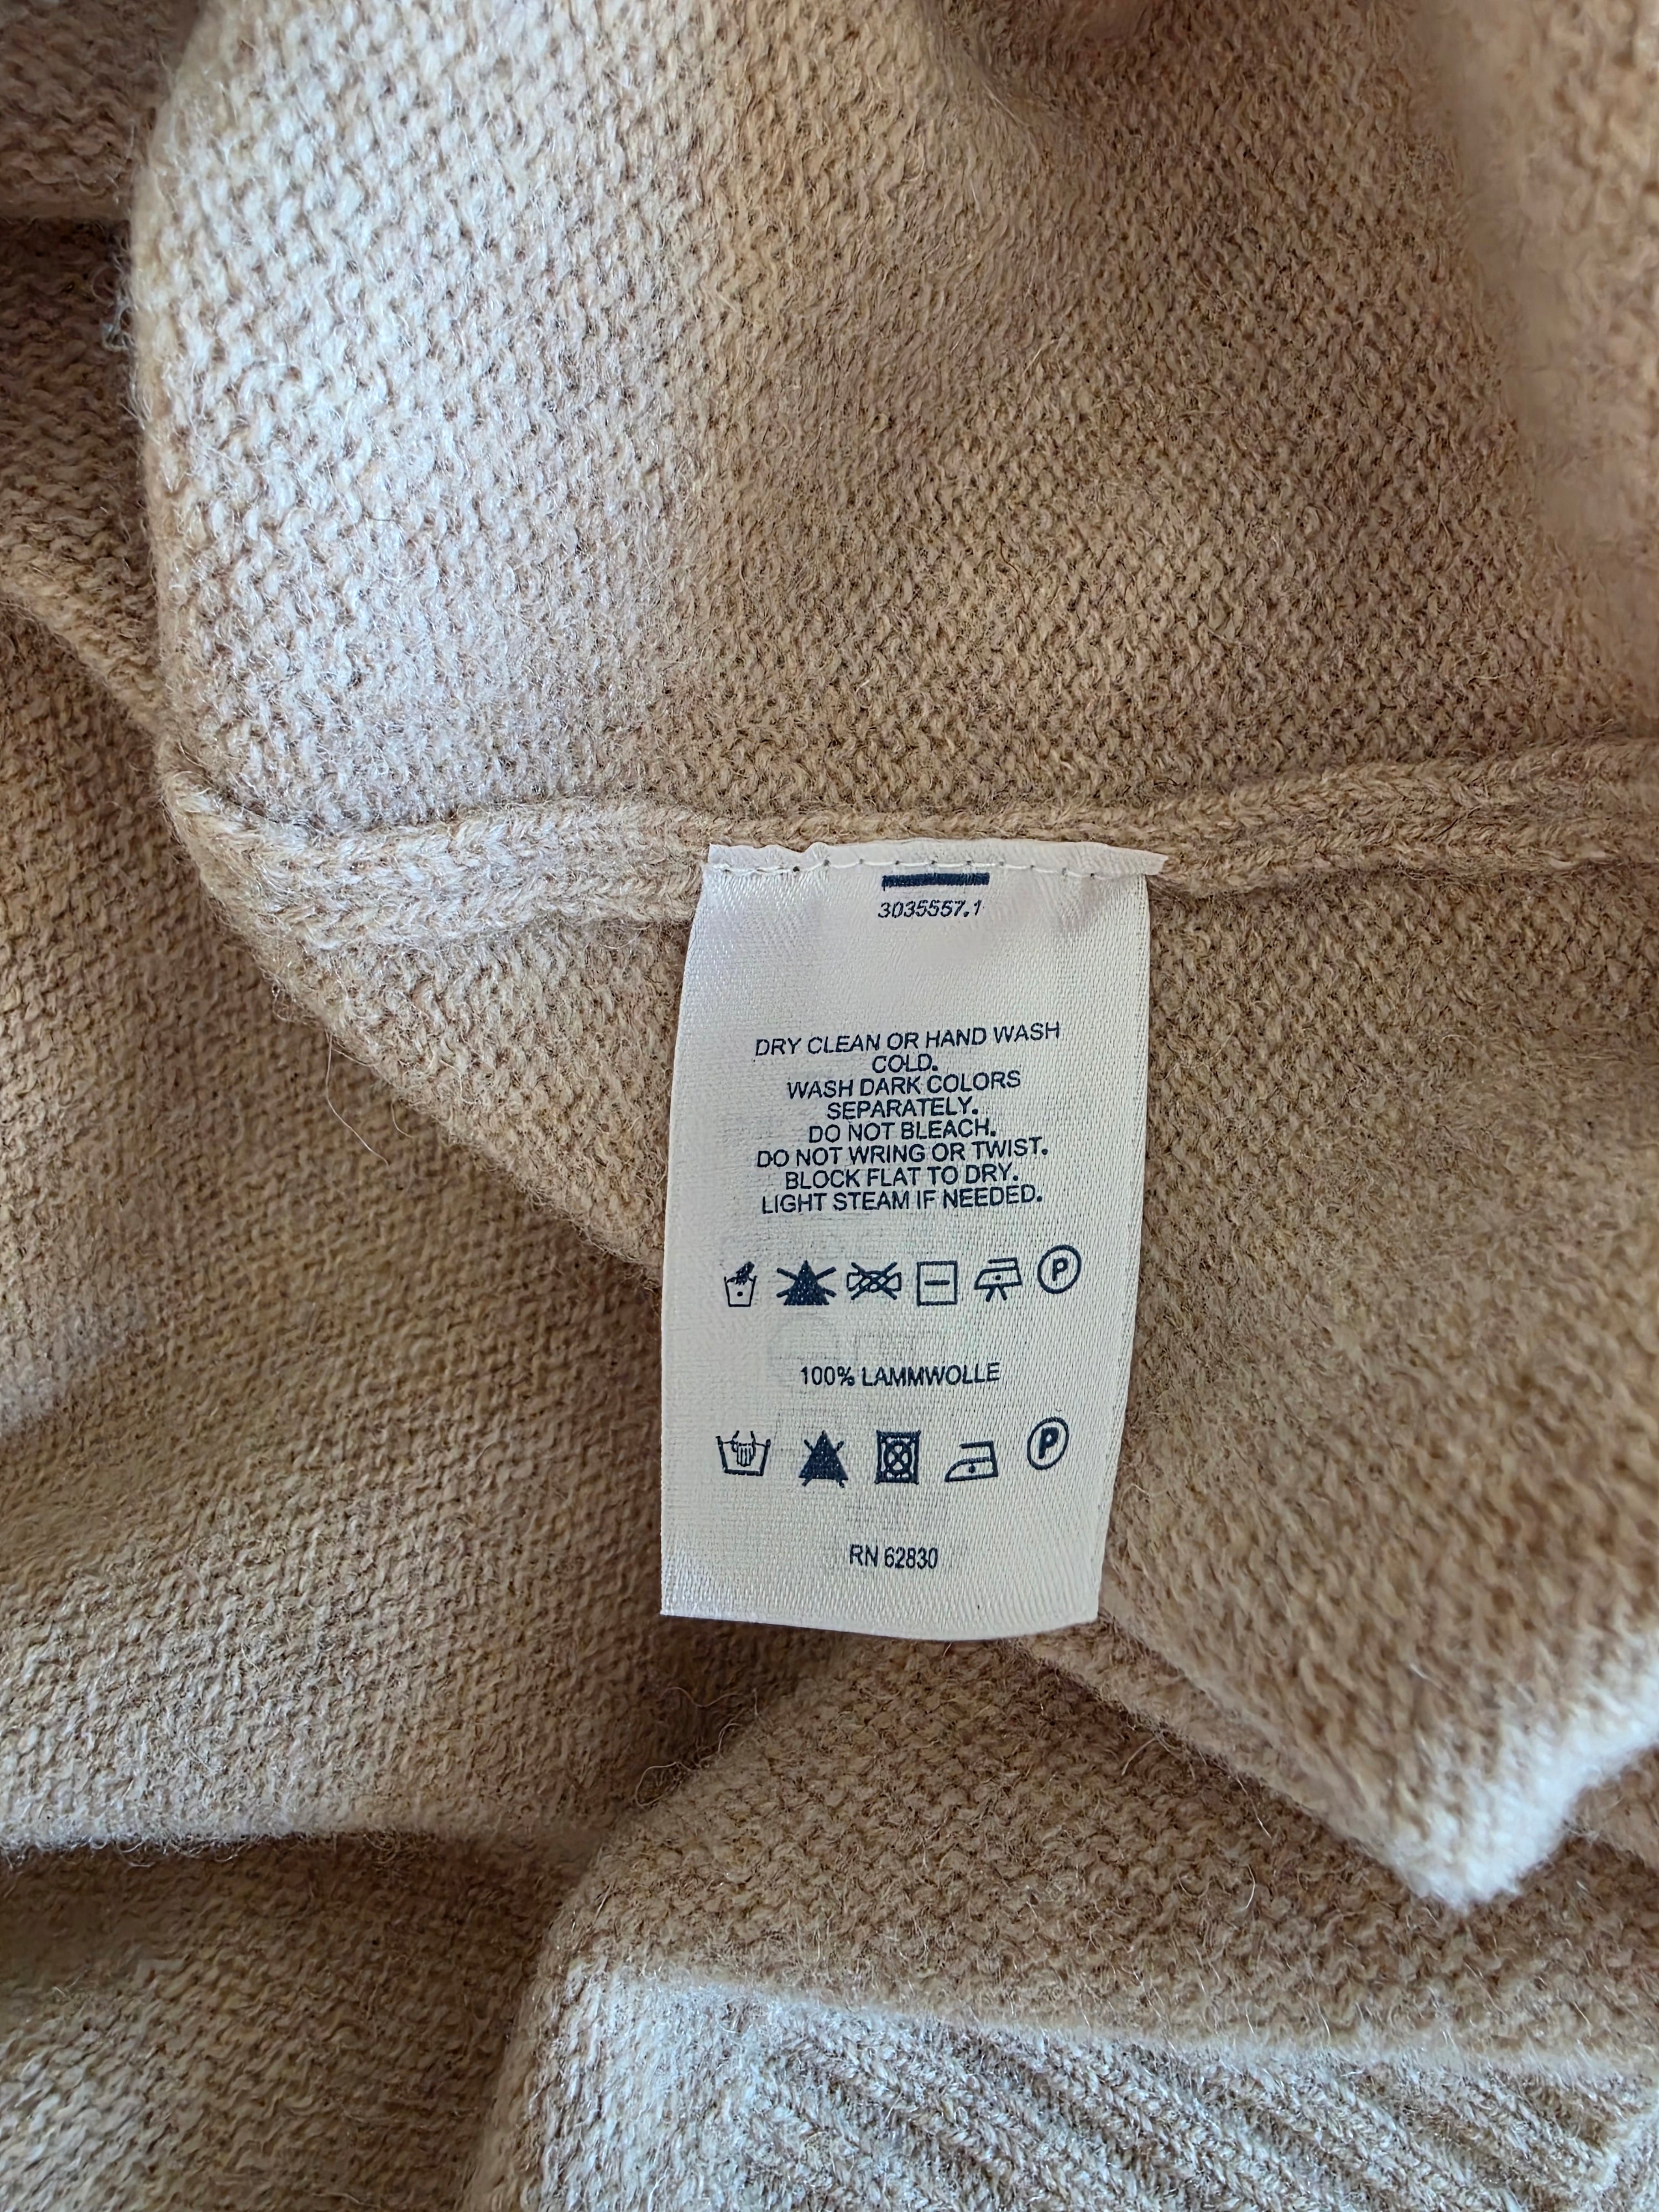 3035557.1
DRY CLEAN OR HAND WASH
COLD.
WASH DARK COLORS
SEPARATELY.
DO NOT BLEACH.
DO NOT WRING OR TWIST.
BLOCK FLAT TO DRY.
LIGHT STEAM IF NEEDED.
P
100% LAMMWOLLE
P
RN 62830